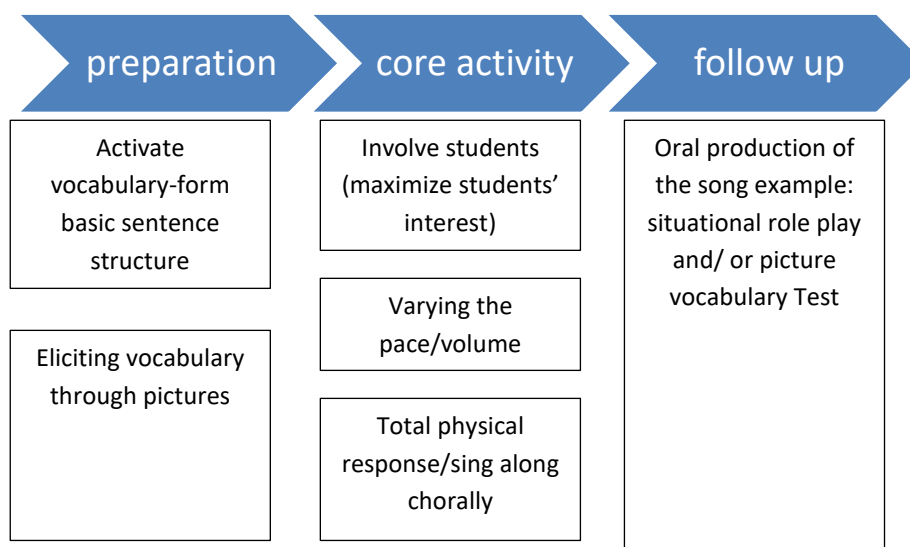 preparation
core activity
follow up
Activate
vocabulary-form
basic sentence
structure
Eliciting vocabulary
through pictures
Involve students
(maximize students’
interest)
Varying the
pace/volume
Total physical
response/sing along
chorally
Oral production of
the song example:
situational role play
and/ or picture
vocabulary Test